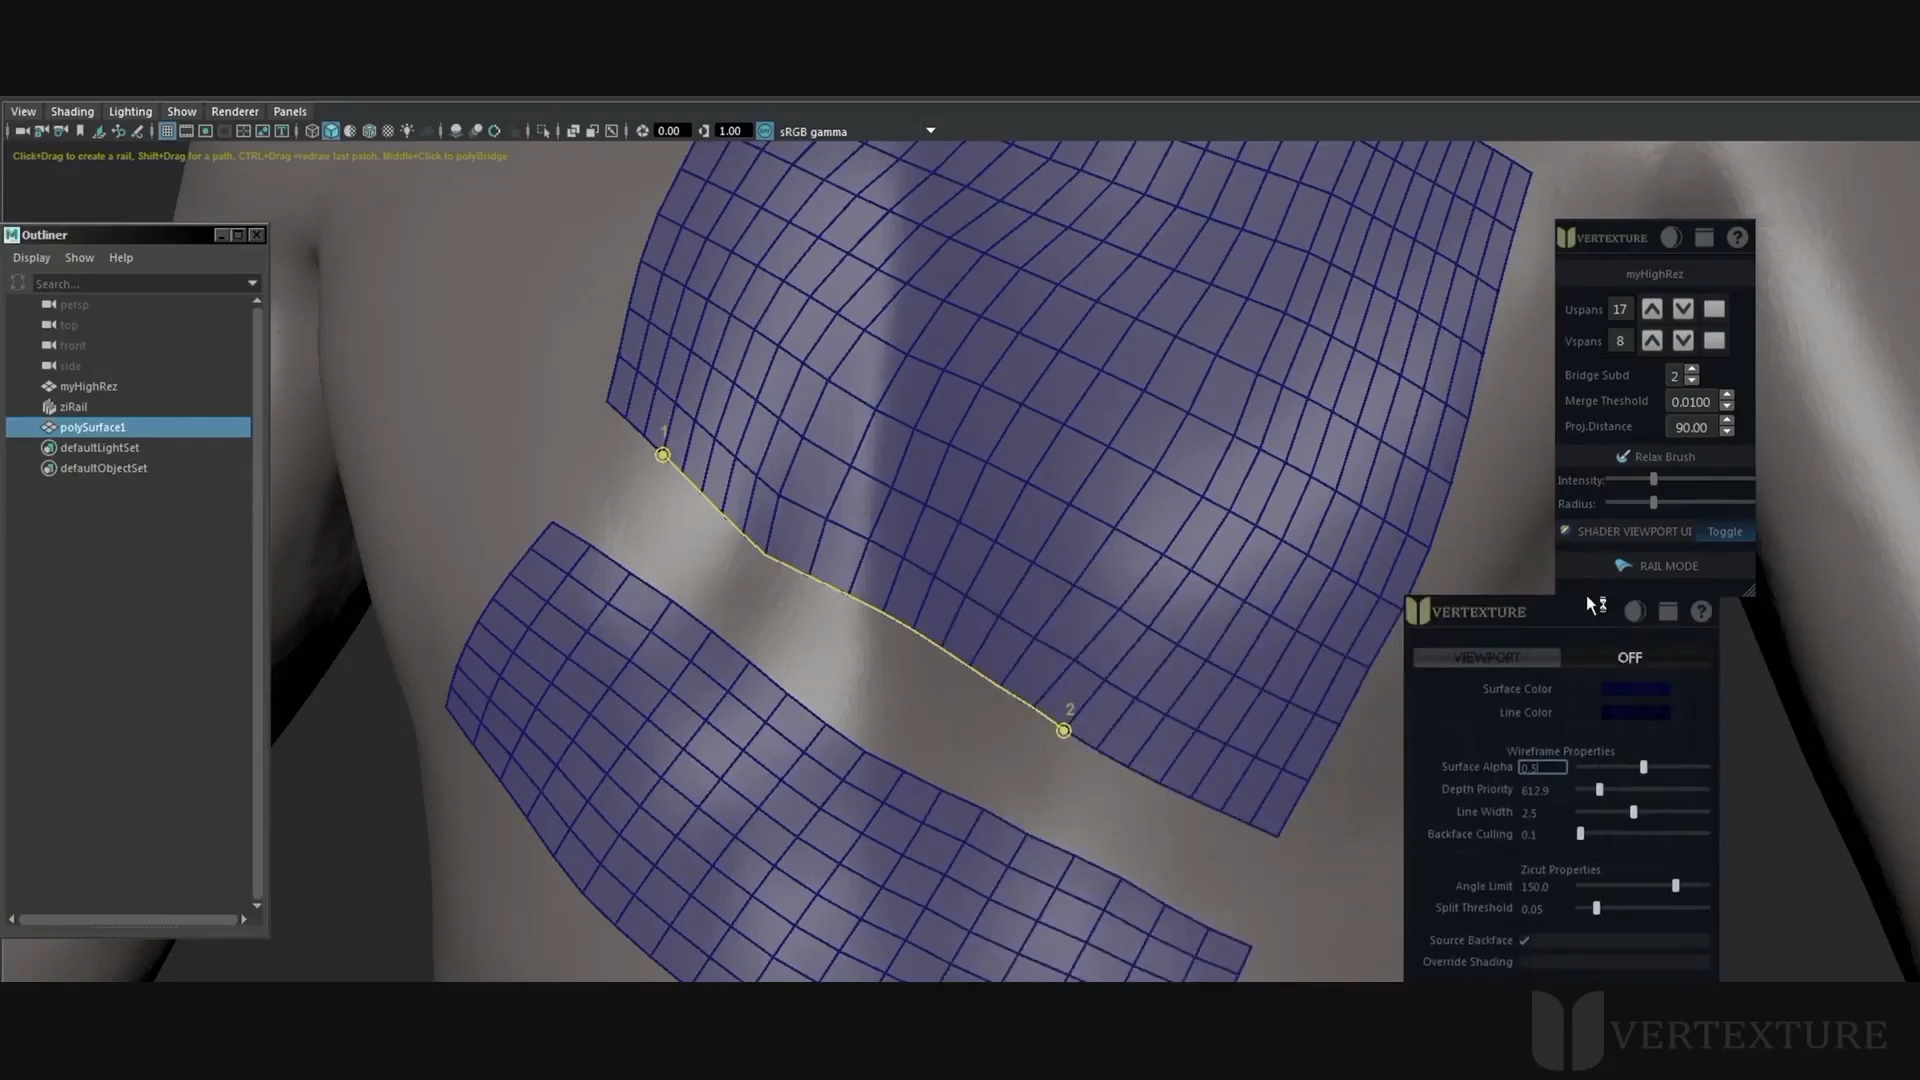 View Shading Lighting Show Renderer Panels
0.00 1.00 sRGB gamma
Click+Drag to create a rail, Shift+Drag for a path, CTRL+Drag =redraw last patch, Middle+Click to polyBridge
Outliner
Display Show Help
Search...
persp
top
front
side
myHighRez
ziRail
polySurface1
defaultLightSet
defaultObjectSet
1
2
VERTEXTURE ?
myHighRez
Uspans 17
Vspans 8
Bridge Subd 2
Merge Theshold 0.0100
Proj.Distance 90.00
Relax Brush
Intensity:
Radius:
SHADER VIEWPORT UI Toggle
RAIL MODE
VERTEXTURE ?
VIEWPORT OFF
Surface Color
Line Color
Wireframe Properties
Surface Alpha 0.5
Depth Priority 612.9
Line Width 2.5
Backface Culling 0.1
Zicut Properties
Angle Limit 150.0
Split Threshold 0.05
Source Backface
Override Shading
VERTEXTURE